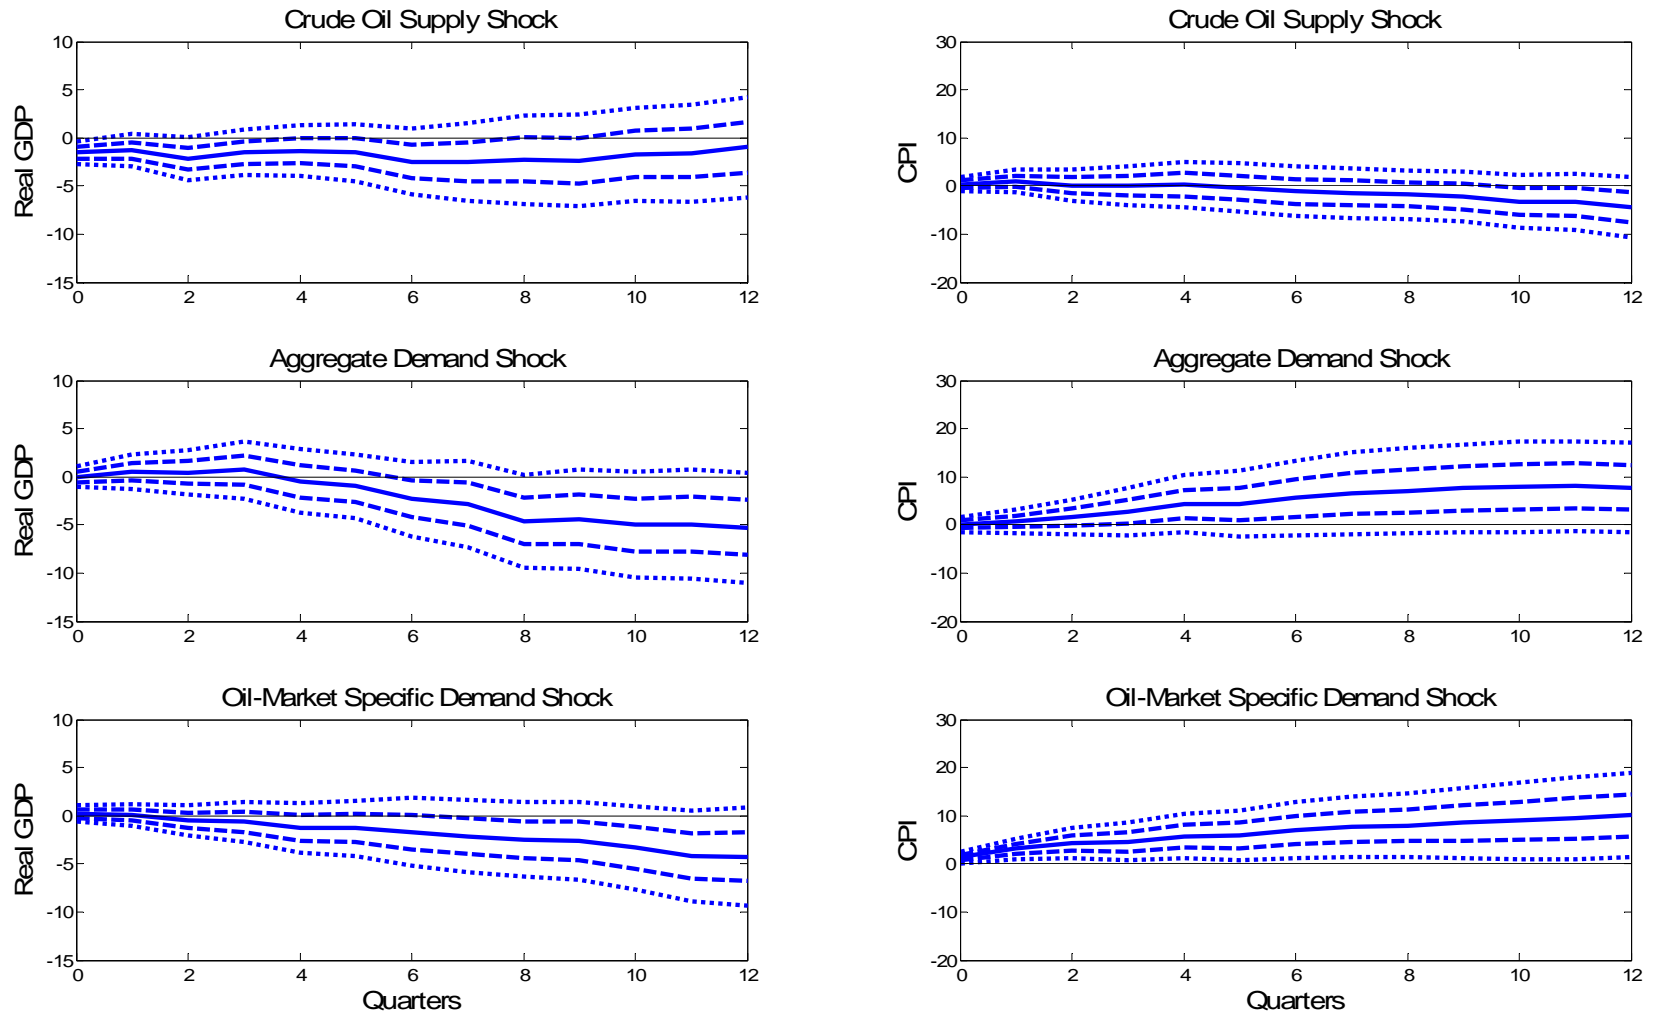 Crude Oil Supply Shock
Real GDP
10
5
0
-5
-10
-15
0 2 4 6 8 10 12
Crude Oil Supply Shock
CPI
30
20
10
0
-10
-20
0 2 4 6 8 10 12
Aggregate Demand Shock
Real GDP
10
5
0
-5
-10
-15
0 2 4 6 8 10 12
Aggregate Demand Shock
CPI
30
20
10
0
-10
-20
0 2 4 6 8 10 12
Oil-Market Specific Demand Shock
Real GDP
10
5
0
-5
-10
-15
0 2 4 6 8 10 12
Quarters
Oil-Market Specific Demand Shock
CPI
30
20
10
0
-10
-20
0 2 4 6 8 10 12
Quarters